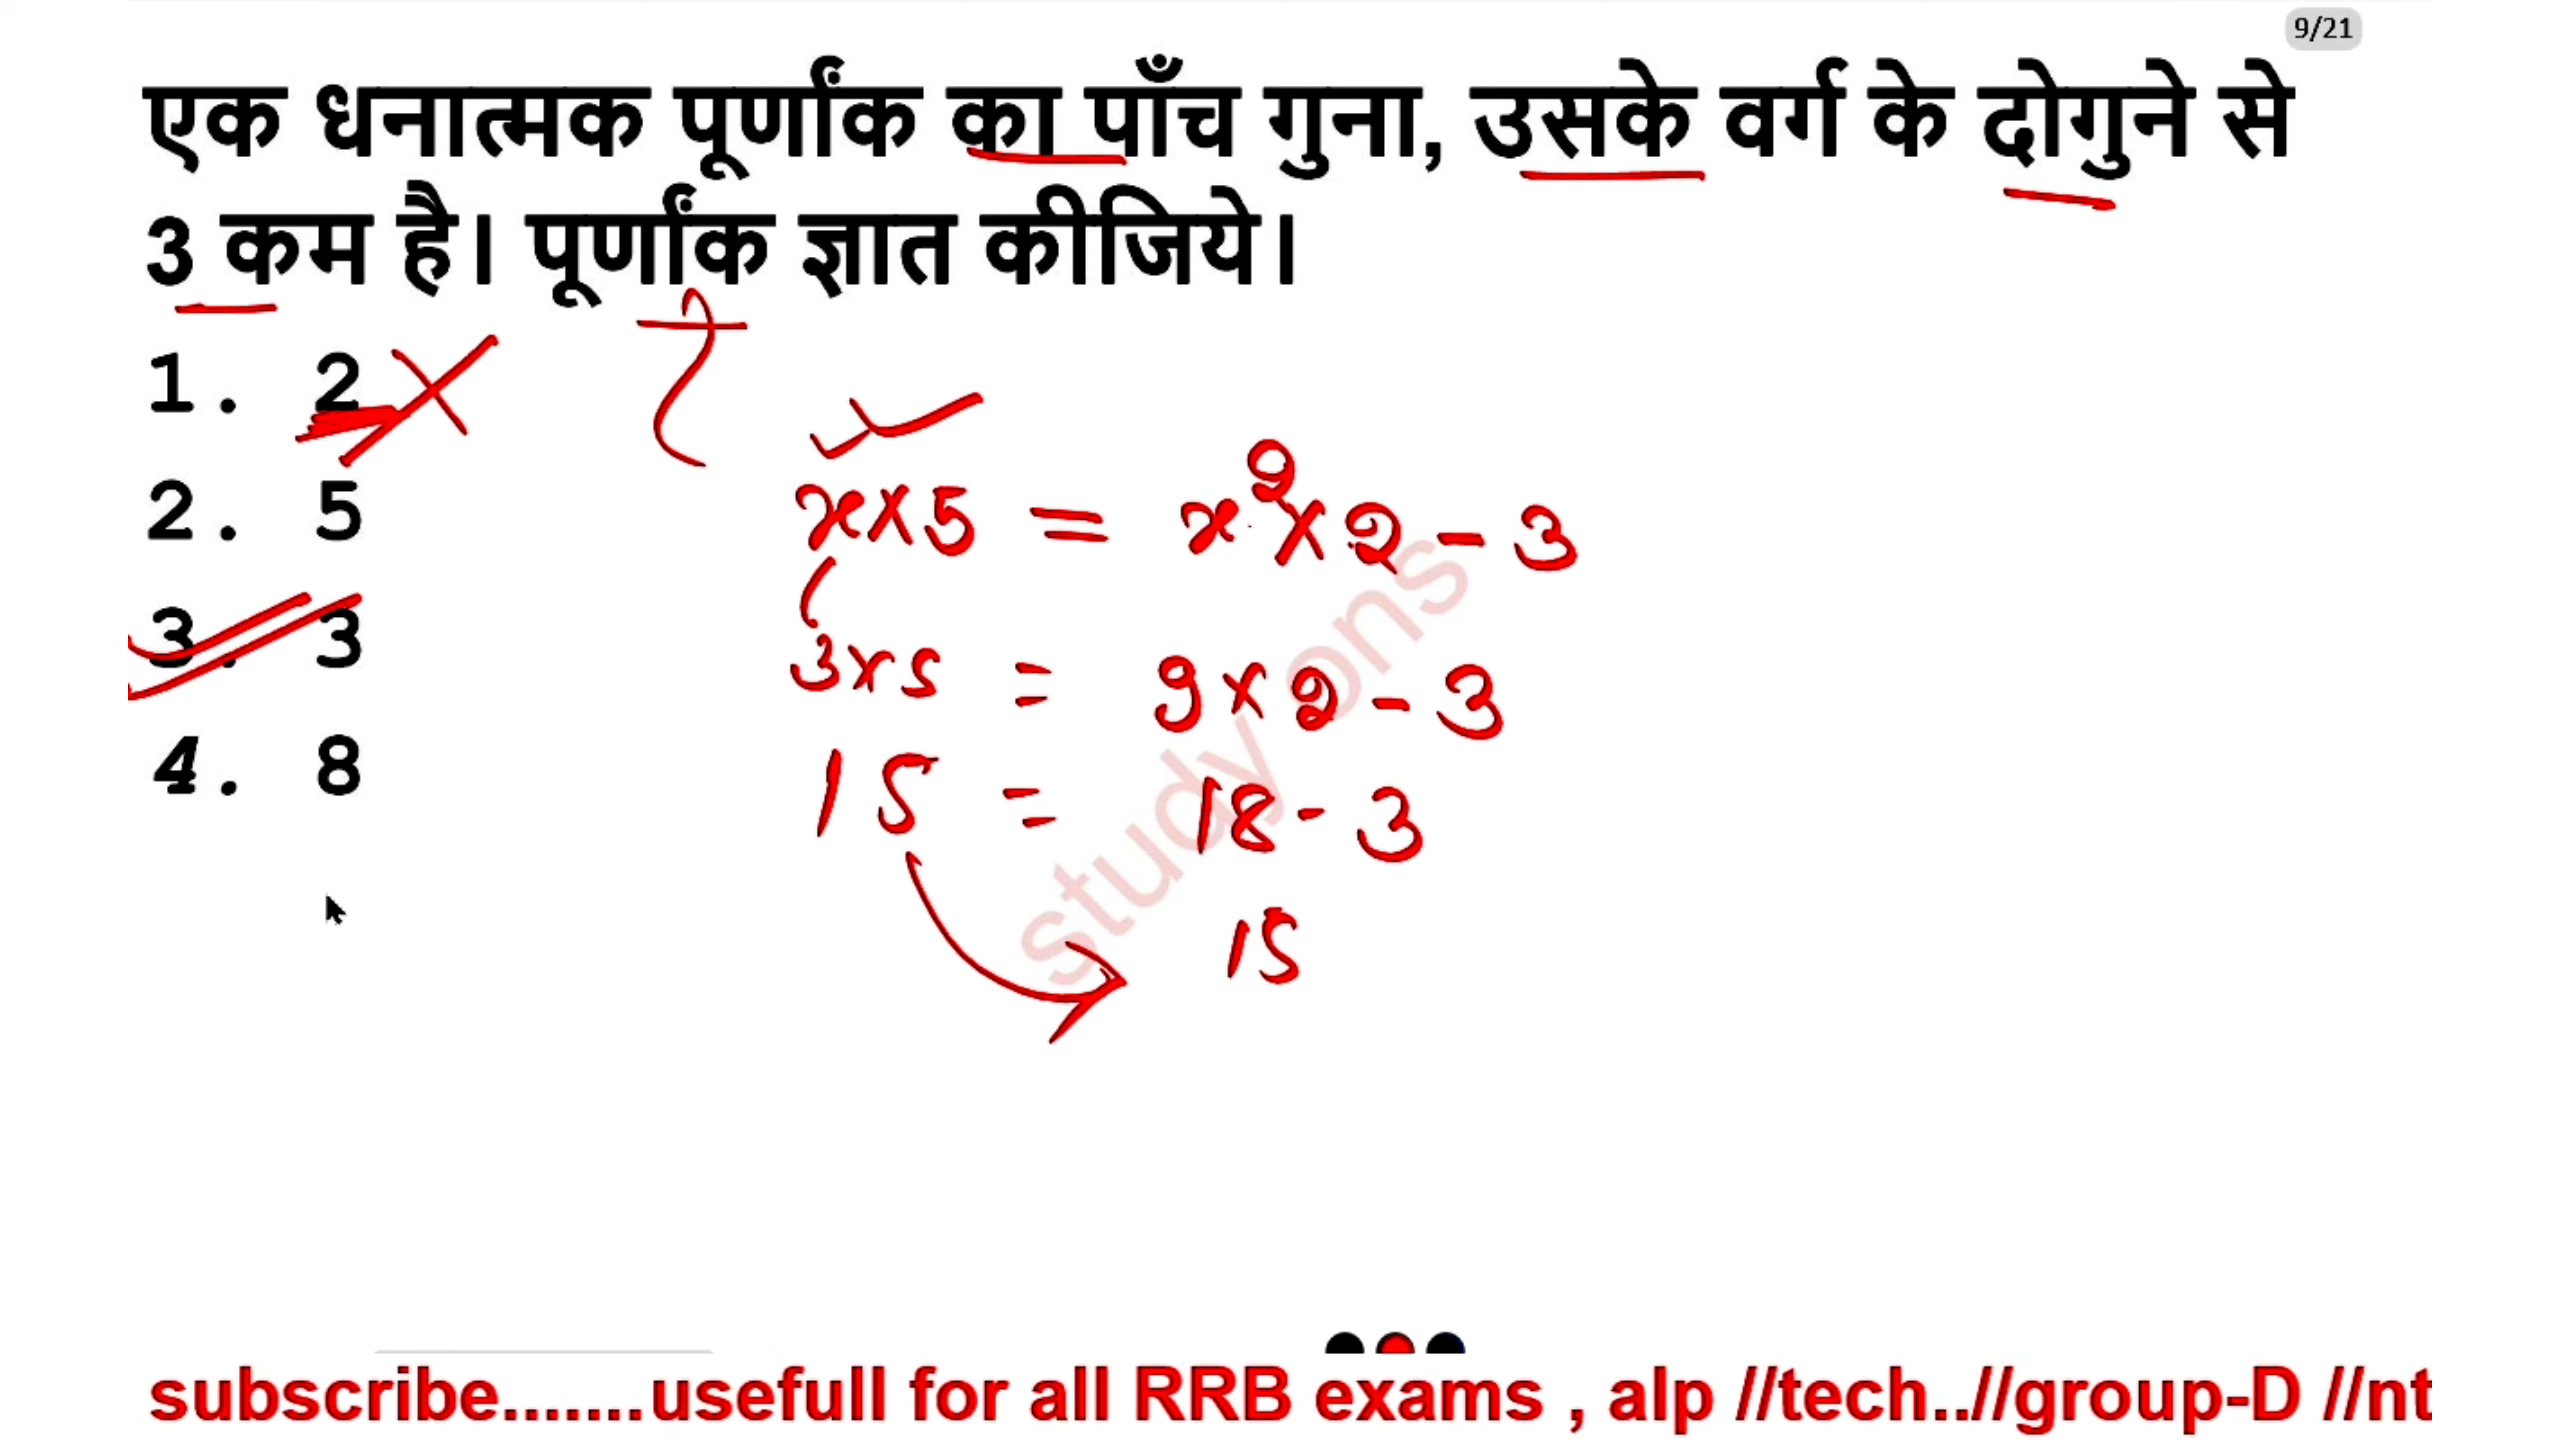 9/21
एक धनात्मक पूर्णांक का पाँच गुना, उसके वर्ग के दोगुने से
3 कम है। पूर्णांक ज्ञात कीजिये।
1. 2
2. 5
3. 3
4. 8
x×5 = x²×2-3
3×5 = 9×2-3
15 = 18-3
15
study ons
subscribe.......usefull for all RRB exams , alp //tech..//group-D //nt